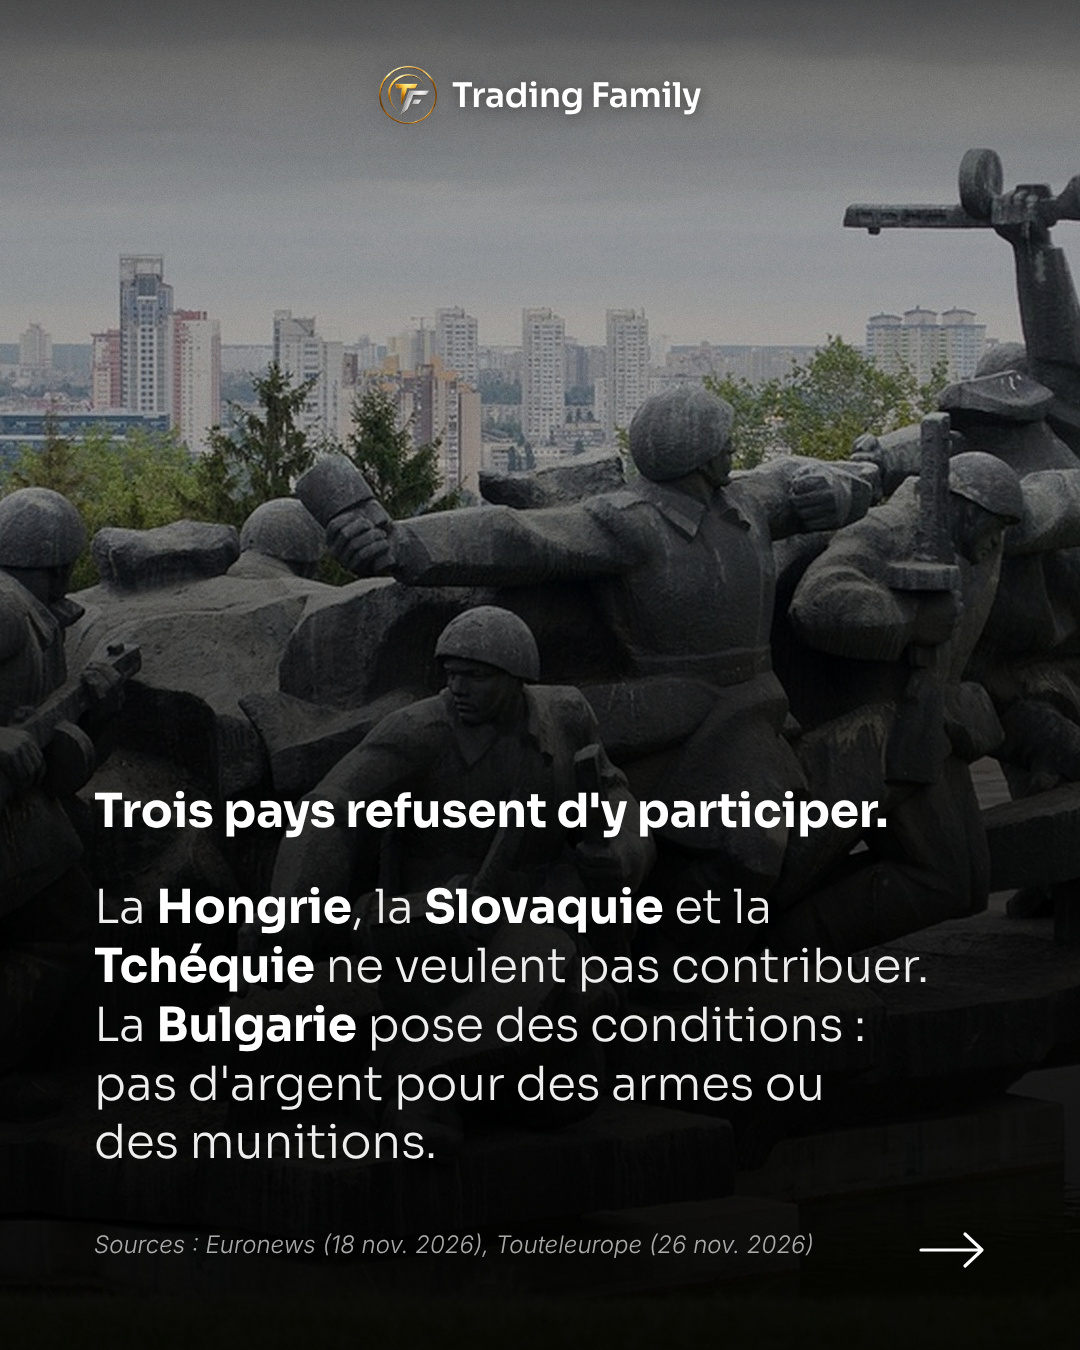 Trading Family
Trois pays refusent d'y participer.
La Hongrie, la Slovaquie et la
Tchéquie ne veulent pas contribuer.
La Bulgarie pose des conditions :
pas d'argent pour des armes ou
des munitions.
Sources : Euronews (18 nov. 2026), Touteleurope (26 nov. 2026)